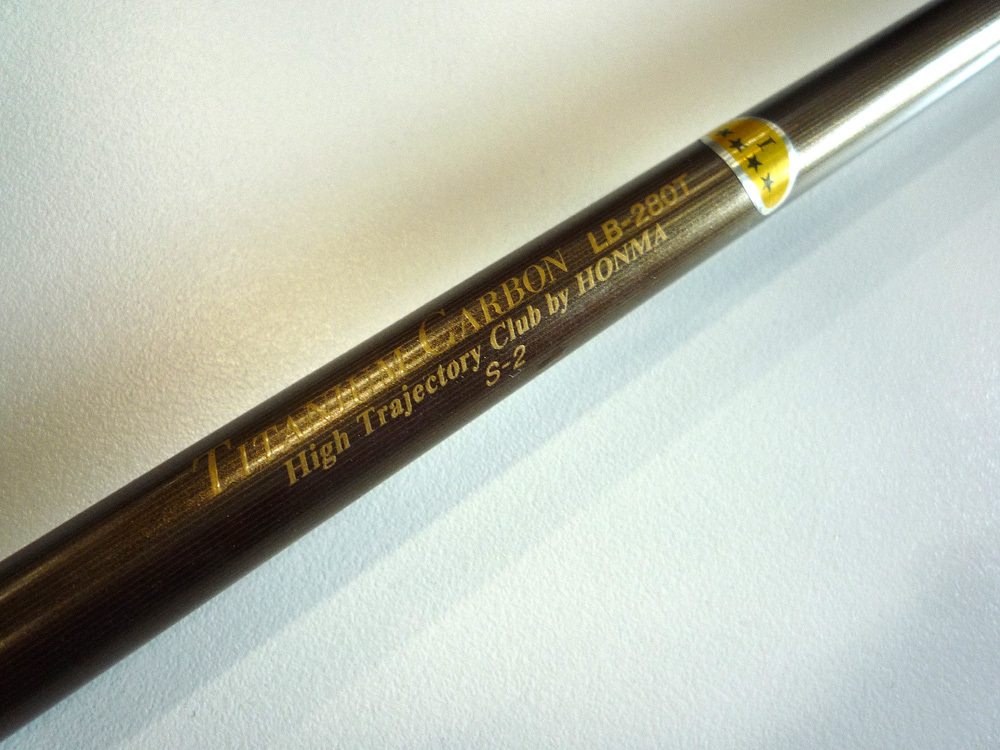 TITANIUM CARBON LB-280T
High Trajectory Club by HONMA
S-2
I
★★★★